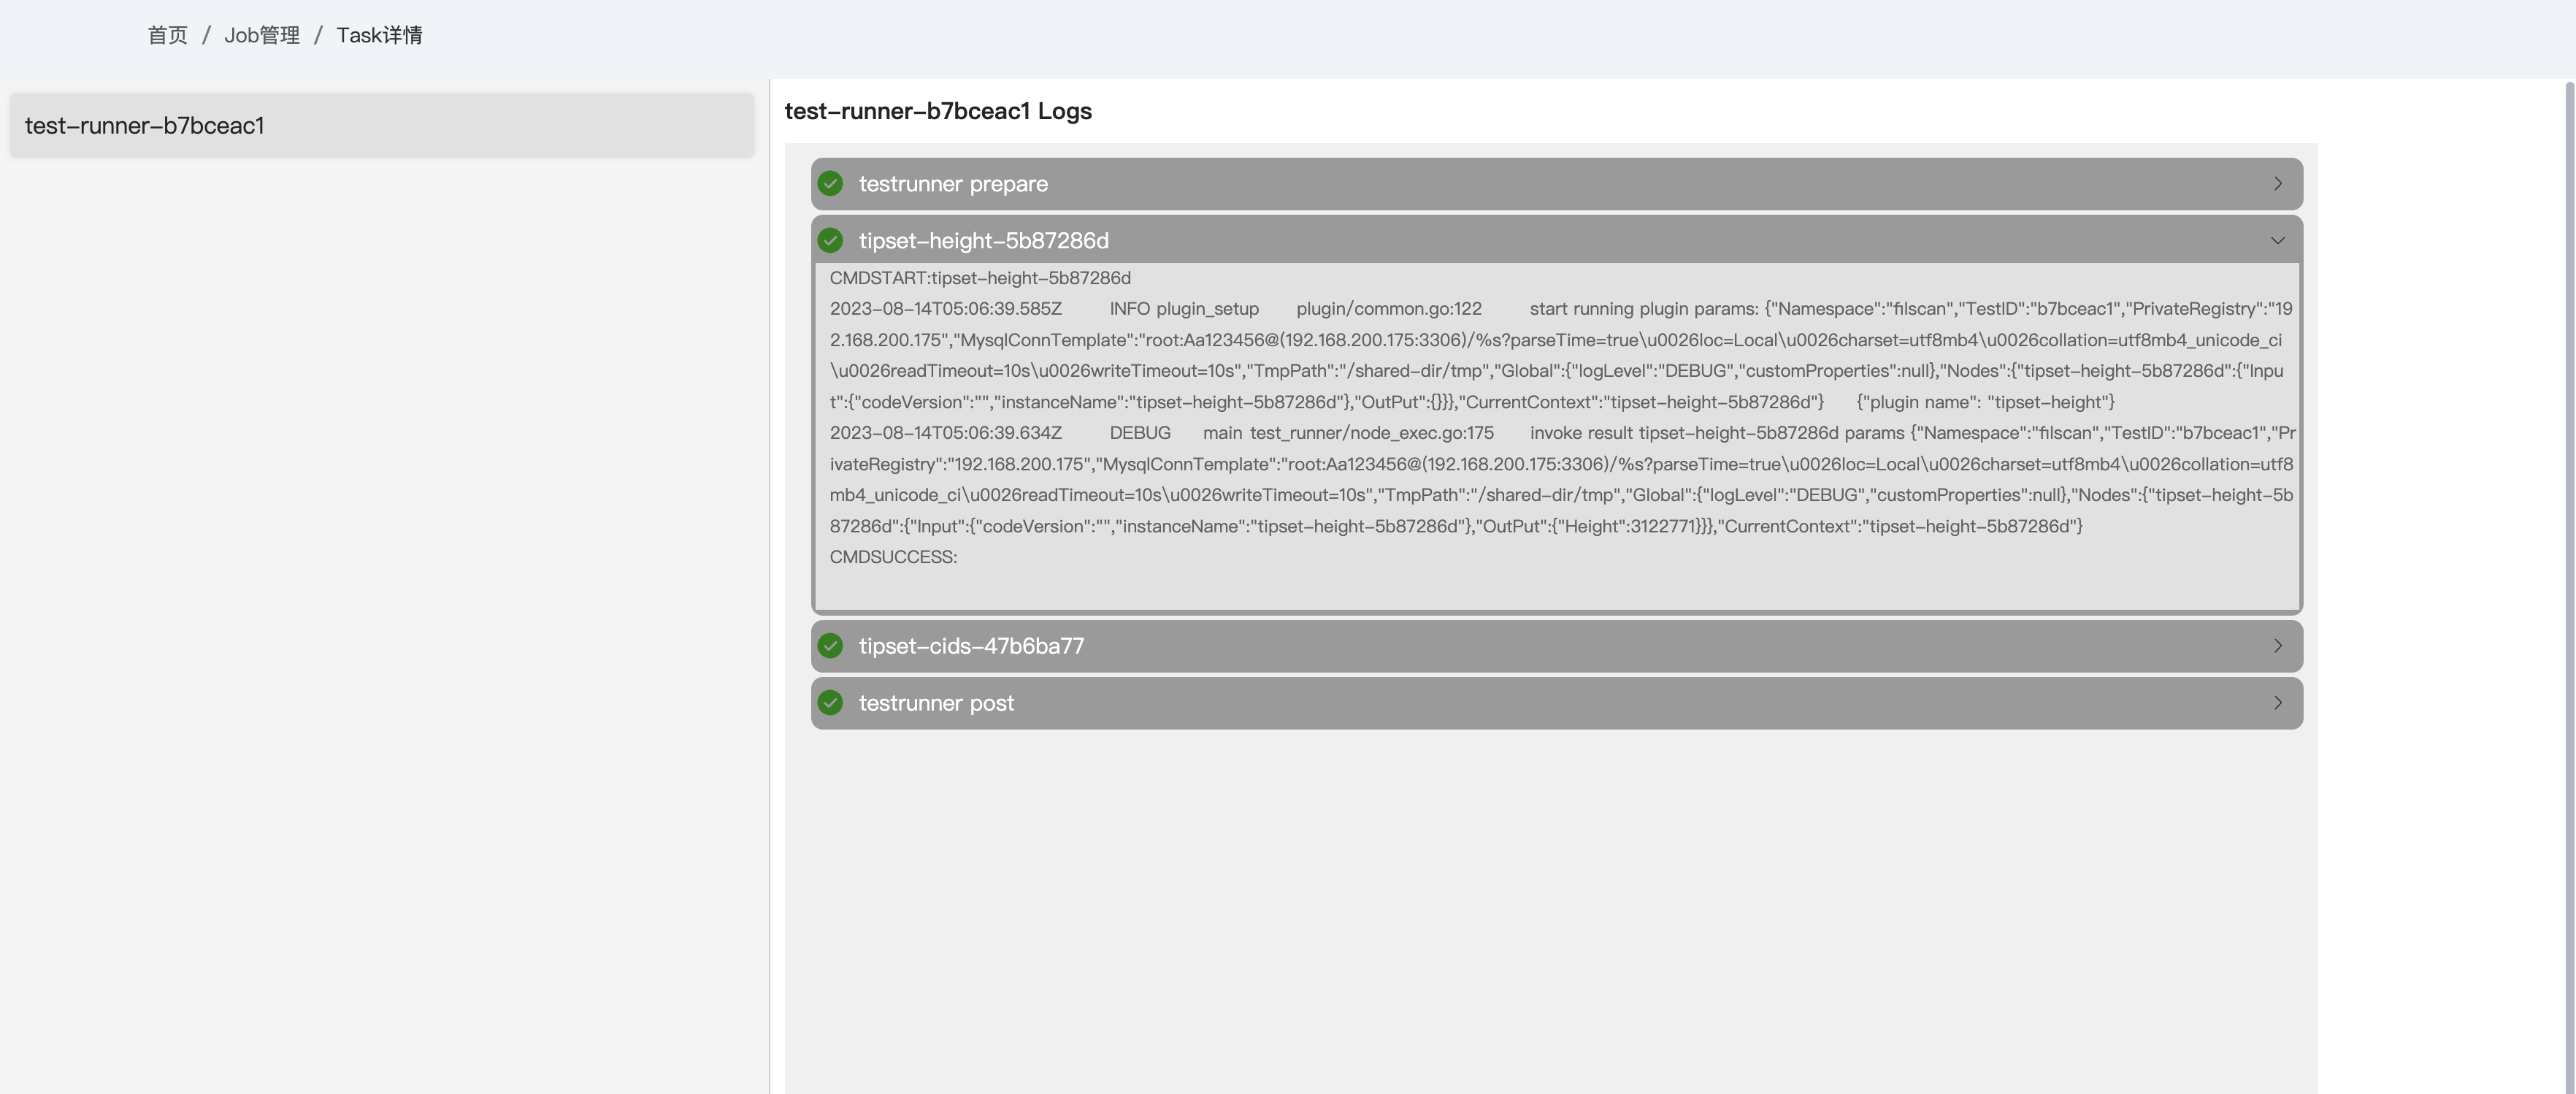 首页 / Job管理 / Task详情
test-runner-b7bceac1
test-runner-b7bceac1 Logs
testrunner prepare
tipset-height-5b87286d
CMDSTART:tipset-height-5b87286d
2023-08-14T05:06:39.585Z INFO plugin_setup plugin/common.go:122 start running plugin params: {"Namespace":"filscan","TestID":"b7bceac1","PrivateRegistry":"19
2.168.200.175","MysqlConnTemplate":"root:Aa123456@(192.168.200.175:3306)/%s?parseTime=true\u0026loc=Local\u0026charset=utf8mb4\u0026collation=utf8mb4_unicode_ci
\u0026readTimeout=10s\u0026writeTimeout=10s","TmpPath":"/shared-dir/tmp","Global":{"logLevel":"DEBUG","customProperties":null},"Nodes":{"tipset-height-5b87286d":{"Inpu
t":{"codeVersion":"","instanceName":"tipset-height-5b87286d"},"OutPut":{}}},"CurrentContext":"tipset-height-5b87286d"} {"plugin name": "tipset-height"}
2023-08-14T05:06:39.634Z DEBUG main test_runner/node_exec.go:175 invoke result tipset-height-5b87286d params {"Namespace":"filscan","TestID":"b7bceac1","Pr
ivateRegistry":"192.168.200.175","MysqlConnTemplate":"root:Aa123456@(192.168.200.175:3306)/%s?parseTime=true\u0026loc=Local\u0026charset=utf8mb4\u0026collation=utf8
mb4_unicode_ci\u0026readTimeout=10s\u0026writeTimeout=10s","TmpPath":"/shared-dir/tmp","Global":{"logLevel":"DEBUG","customProperties":null},"Nodes":{"tipset-height-5b
87286d":{"Input":{"codeVersion":"","instanceName":"tipset-height-5b87286d"},"OutPut":{"Height":3122771}}},"CurrentContext":"tipset-height-5b87286d"}
CMDSUCCESS:
tipset-cids-47b6ba77
testrunner post